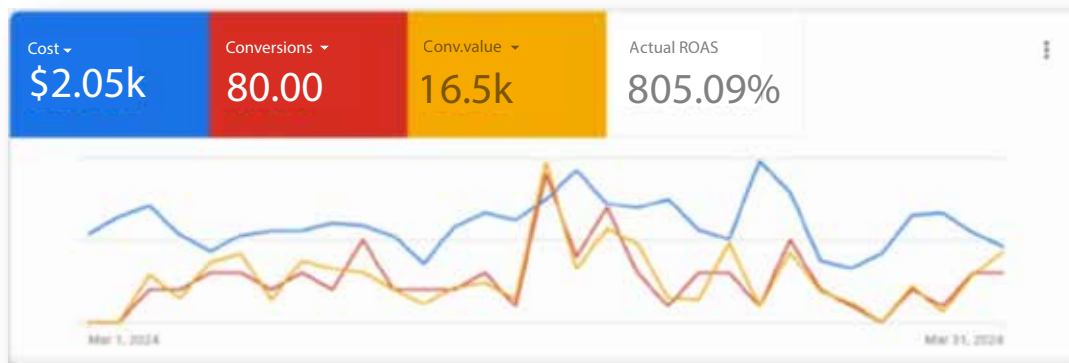 Cost
$2.05k
Conversions
80.00
Conv.value
16.5k
Actual ROAS
805.09%
Mar 1, 2024
Mar 31, 2024